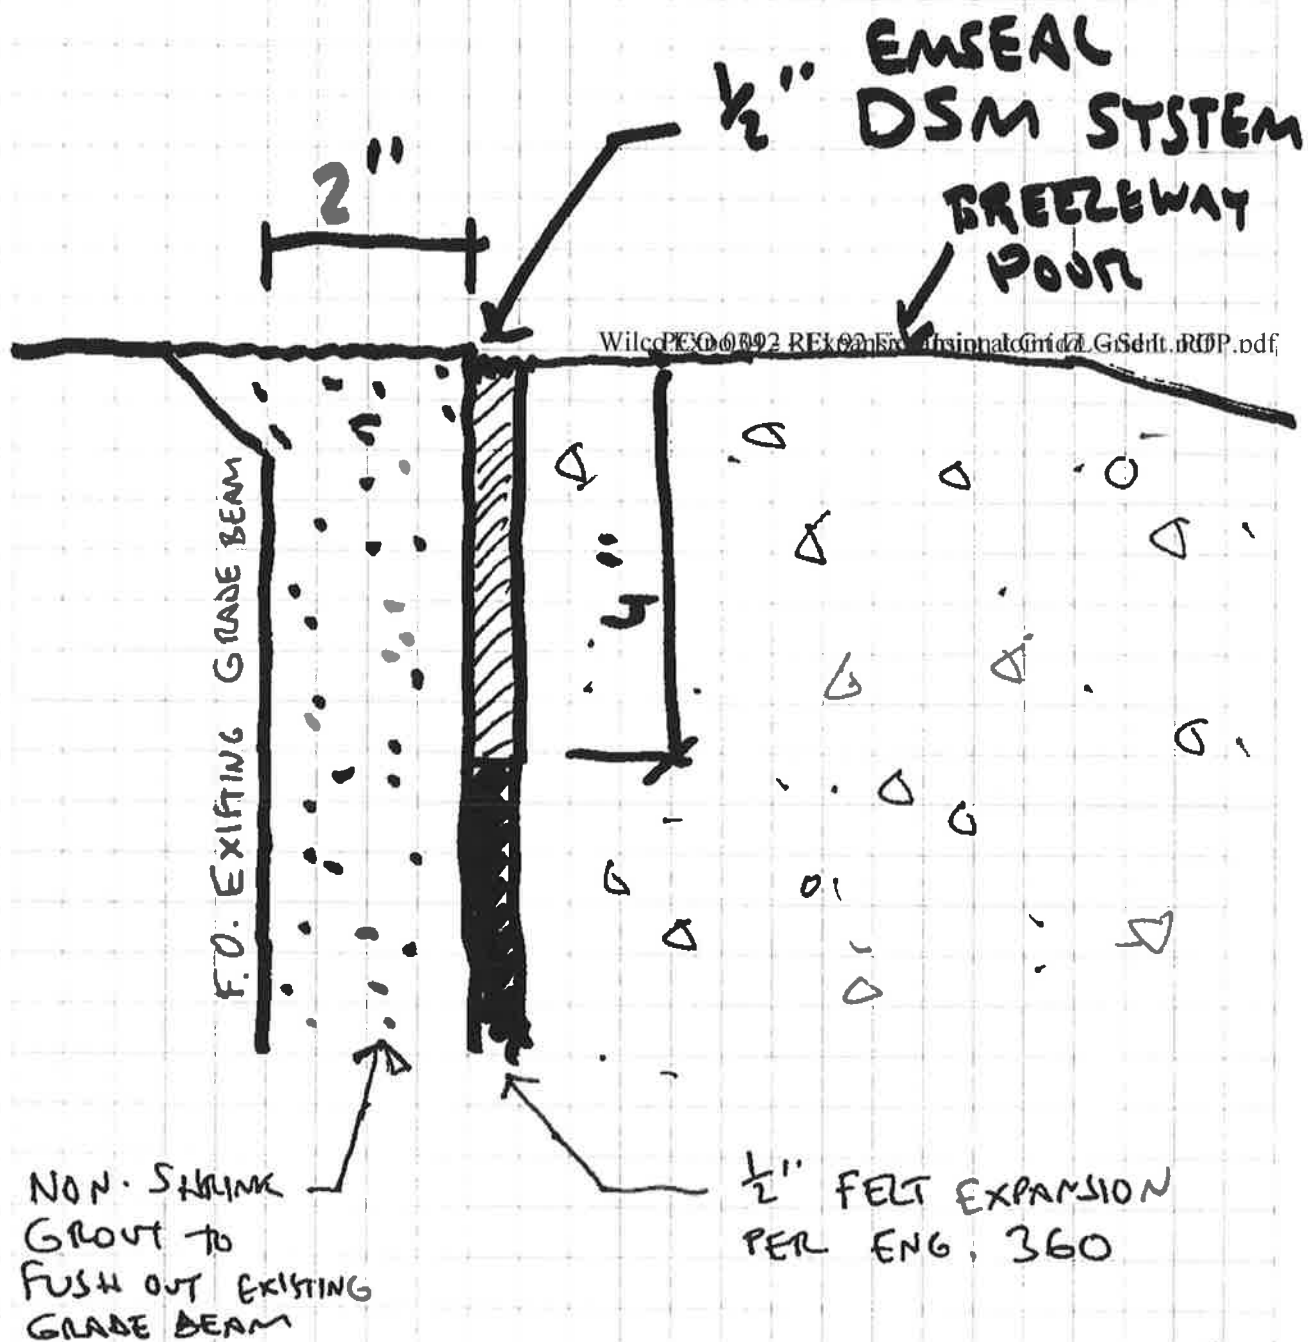 EMSEAL
1/2" DSM SYSTEM
2"
BREEZEWAY
POUR
F.O. EXISTING GRADE BEAM
NON-SHRINK
GROUT TO
FUSH OUT EXISTING
GRADE BEAM
1/2" FELT EXPANSION
PER ENG. 360